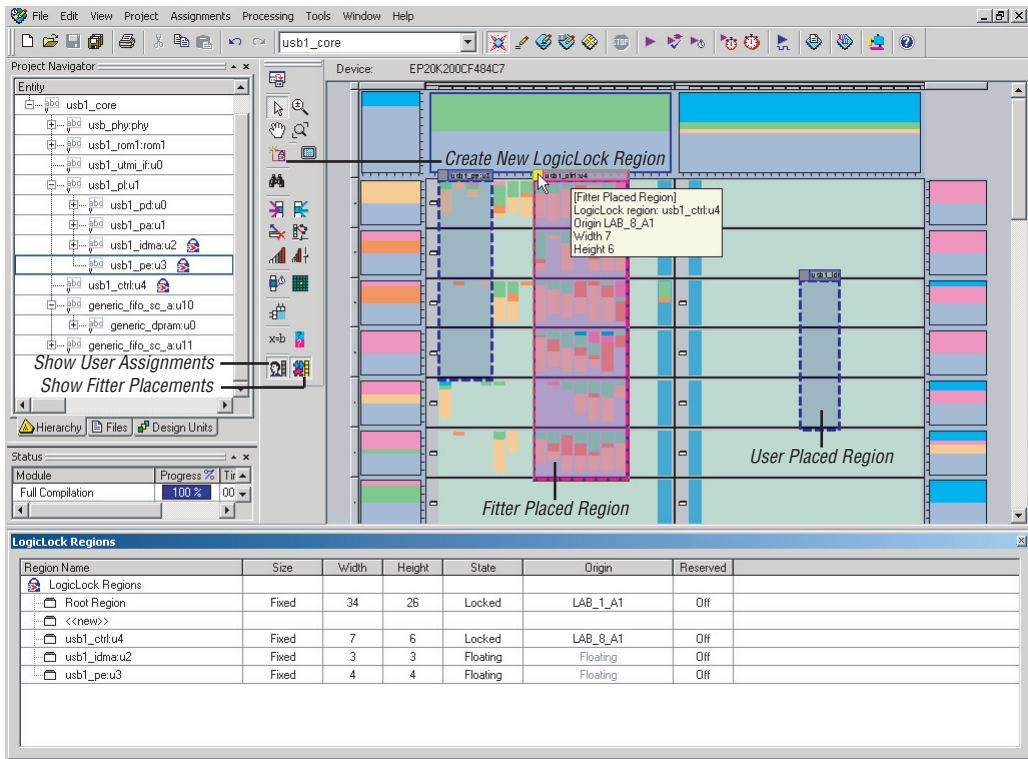 File Edit View Project Assignments Processing Tools Window Help
usb1_core
Project Navigator
Device: EP20K200CF484C7
Entity
usb1_core
usb_phy:phy
usb1_rom1:rom1
usb1_utmi_if:u0
usb1_pl:u1
usb1_pd:u0
usb1_pa:u1
usb1_idma:u2
usb1_pe:u3
usb1_ctrl:u4
generic_fifo_sc_a:u10
generic_dpram:u0
generic_fifo_sc_a:u11
Hierarchy Files Design Units
Create New LogicLock Region
Show User Assignments
Show Fitter Placements
usb1_pe:u3
[Fitter Placed Region]
LogicLock region: usb1_ctrl:u4
Origin LAB_8_A1
Width 7
Height 6
usb1_id
User Placed Region
Fitter Placed Region
Status
Module Progress % Tir
Full Compilation 100 % 00
LogicLock Regions
Region Name Size Width Height State Origin Reserved
LogicLock Regions
Root Region Fixed 34 26 Locked LAB_1_A1 Off
<<new>>
usb1_ctrl:u4 Fixed 7 6 Locked LAB_8_A1 Off
usb1_idma:u2 Fixed 3 3 Floating Floating Off
usb1_pe:u3 Fixed 4 4 Floating Floating Off